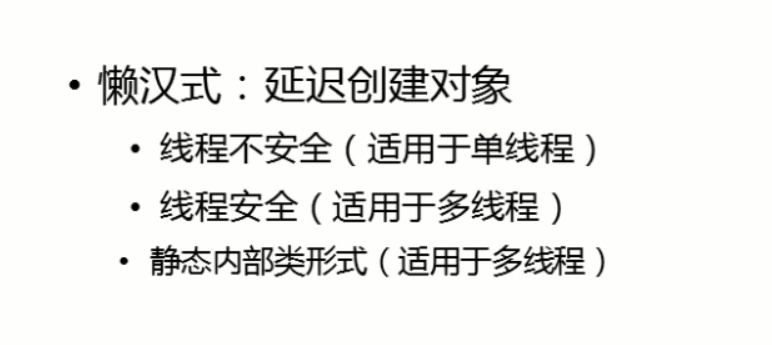 • 懒汉式：延迟创建对象
• 线程不安全（适用于单线程）
• 线程安全（适用于多线程）
• 静态内部类形式（适用于多线程）